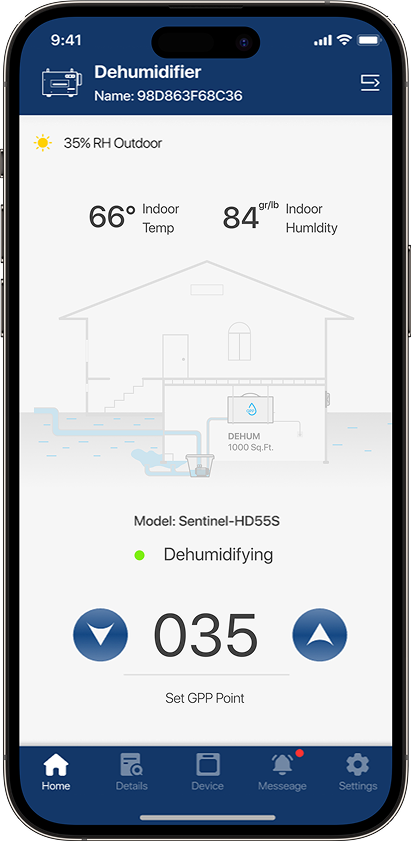 9:41
Dehumidifier
Name: 98D863F68C36
35% RH Outdoor
66° Indoor Temp
84 gr/lb Indoor Humldity
DEHUM
1000 Sq.Ft.
Model: Sentinel-HD55S
Dehumidifying
035
Set GPP Point
Home Details Device Messeage Settings